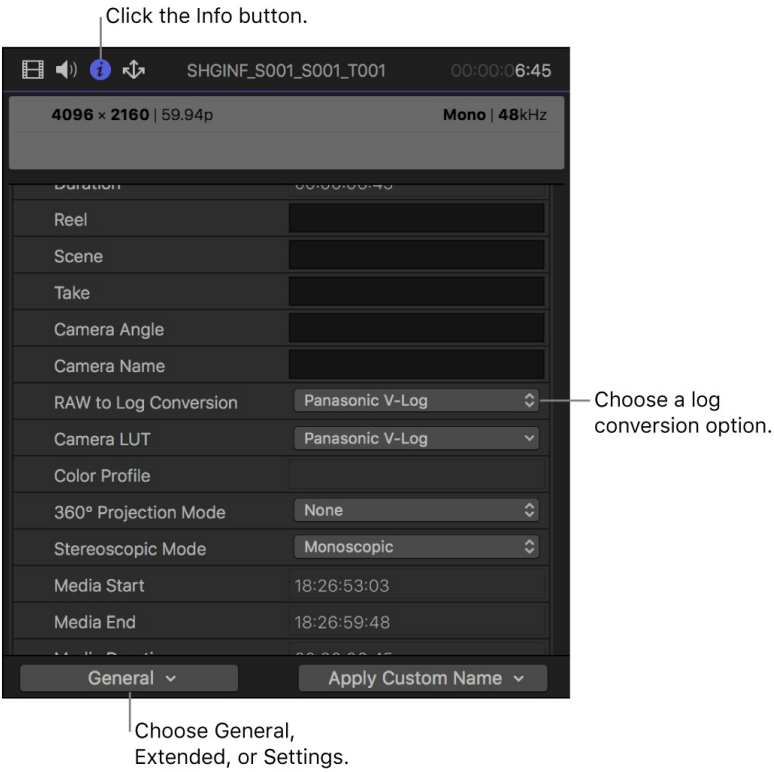 Click the Info button.
SHGINF_S001_S001_T001 00:00:06:45
4096 × 2160 | 59.94p Mono | 48kHz
Duration
Reel
Scene
Take
Camera Angle
Camera Name
RAW to Log Conversion Panasonic V-Log
Choose a log
conversion option.
Camera LUT Panasonic V-Log
Color Profile
360° Projection Mode None
Stereoscopic Mode Monoscopic
Media Start 18:26:53:03
Media End 18:26:59:48
General Apply Custom Name
Choose General,
Extended, or Settings.